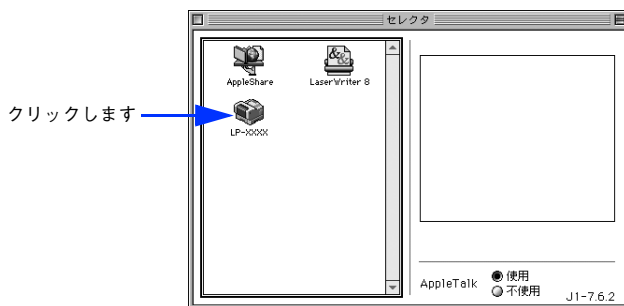 セレクタ
AppleShare
LaserWriter 8
クリックします
LP-XXXX
AppleTalk
使用
不使用
J1-7.6.2